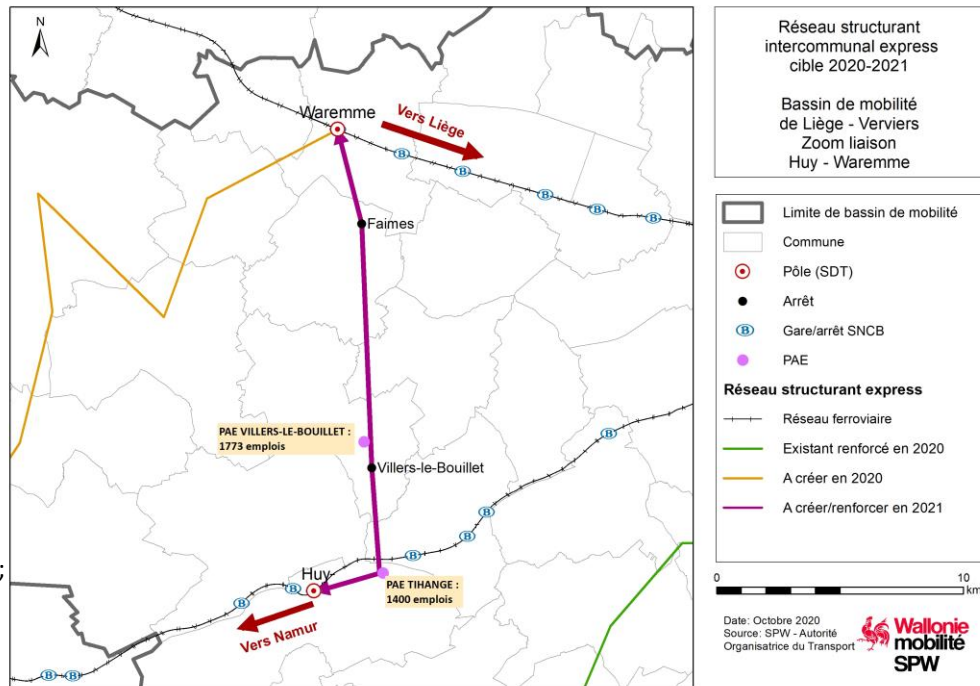 N
Waremme
Vers Liège
B
B
B
B
B
Faimes
PAE VILLERS-LE-BOUILLET :
1773 emplois
Villers-le-Bouillet
B
B
B
B
Huy
B
B
PAE TIHANGE :
1400 emplois
Vers Namur
B B
;
Réseau structurant
intercommunal express
cible 2020-2021
Bassin de mobilité
de Liège - Verviers
Zoom liaison
Huy - Waremme
Limite de bassin de mobilité
Commune
Pôle (SDT)
Arrêt
B Gare/arrêt SNCB
PAE
Réseau structurant express
Réseau ferroviaire
Existant renforcé en 2020
A créer en 2020
A créer/renforcer en 2021
0 10
km
Date: Octobre 2020
Source: SPW - Autorité
Organisatrice du Transport
Wallonie
mobilité
SPW